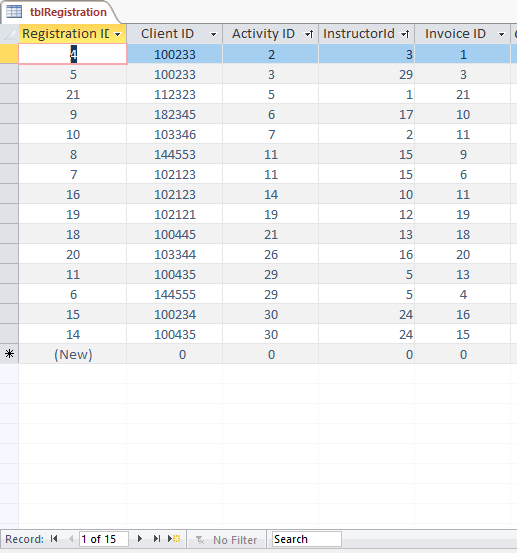 tblRegistration
Registration ID Client ID Activity ID InstructorId Invoice ID
4 100233 2 3 1
5 100233 3 29 3
21 112323 5 1 21
9 182345 6 17 10
10 103346 7 2 11
8 144553 11 15 9
7 102123 11 15 6
16 102123 14 10 11
19 102121 19 12 19
18 100445 21 13 18
20 103344 26 16 20
11 100435 29 5 13
6 144555 29 5 4
15 100234 30 24 16
14 100435 30 24 15
(New) 0 0 0 0
Record: 1 of 15 No Filter Search